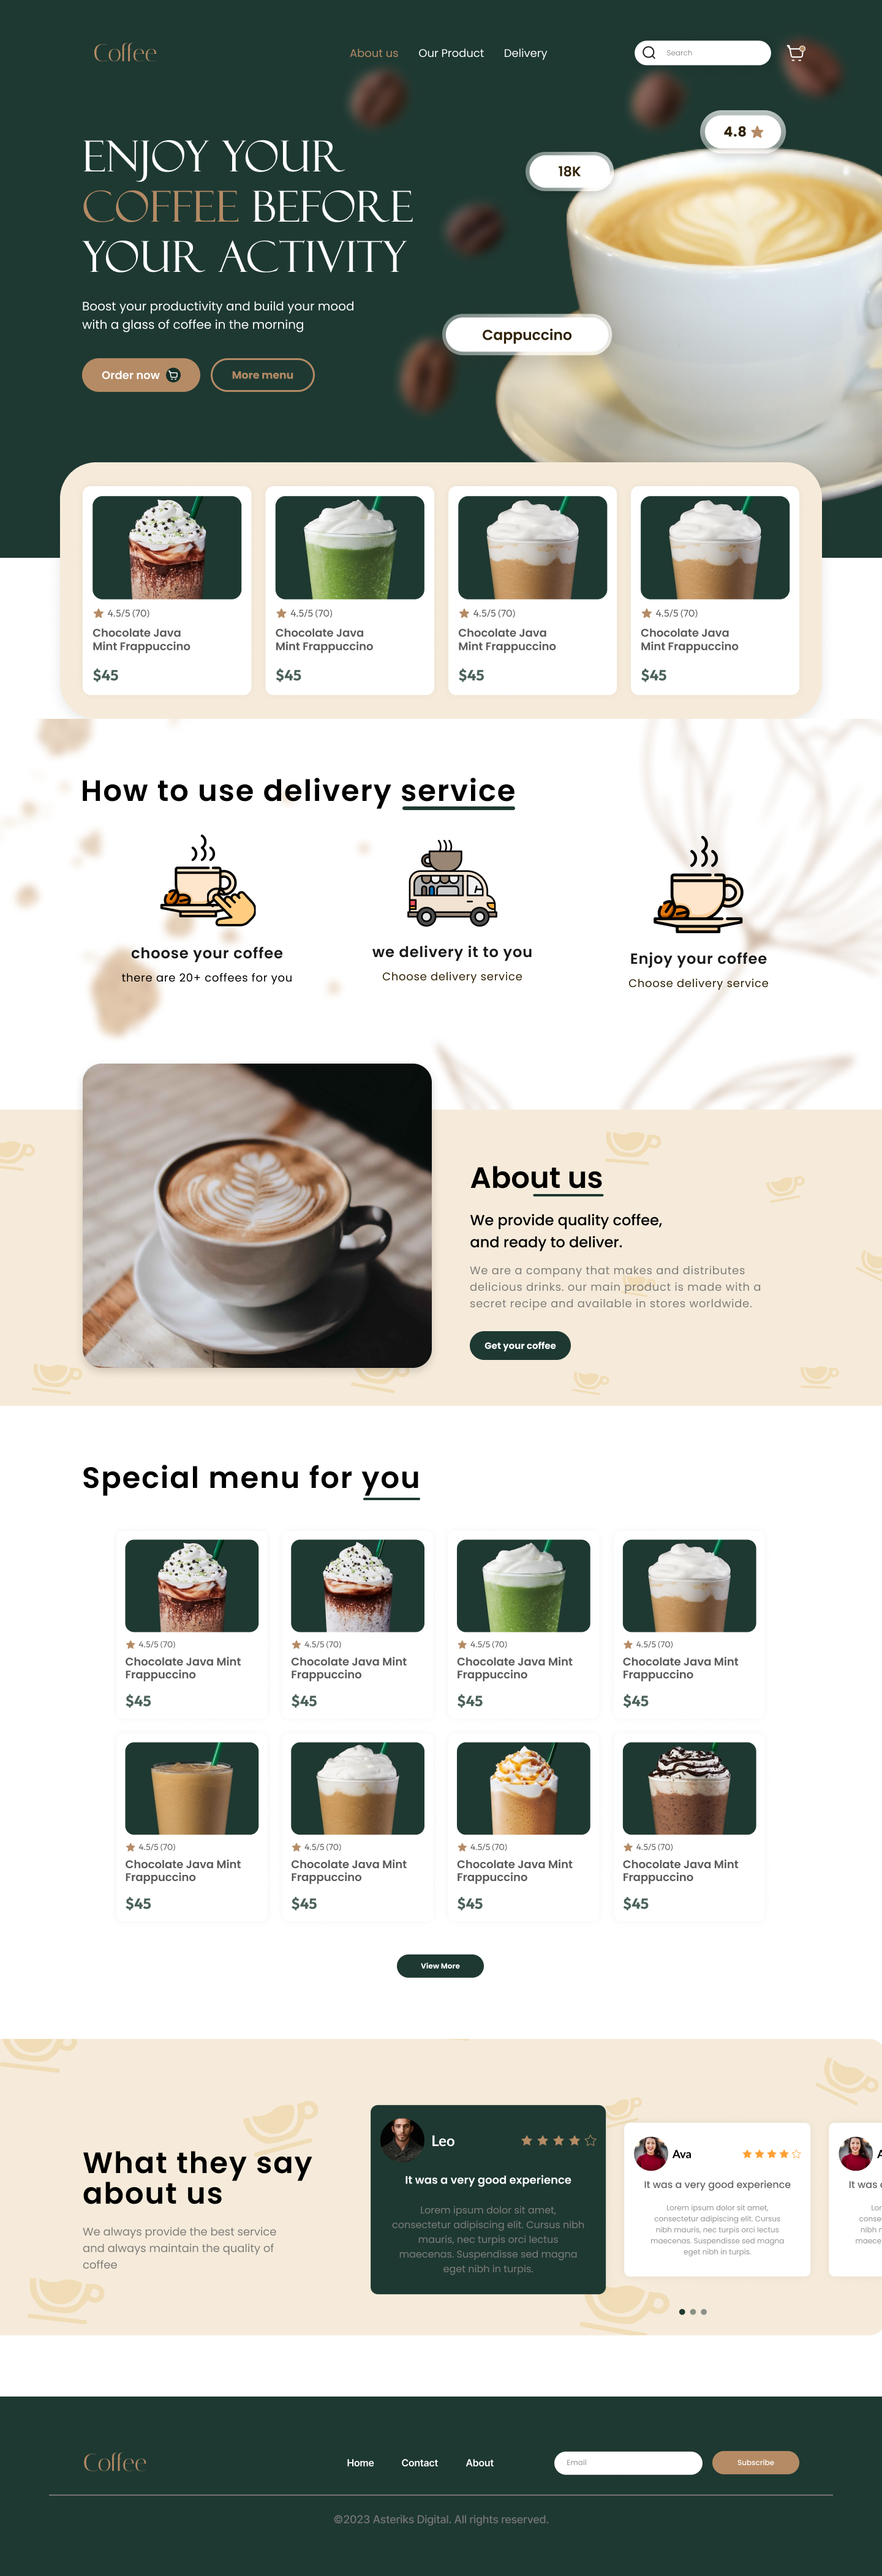 Coffee
About us
Our Product
Delivery
Search
ENJOY YOUR
COFFEE BEFORE
YOUR ACTIVITY
4.8
18K
Cappuccino
Boost your productivity and build your mood
with a glass of coffee in the morning
Order now
More menu
4.5/5 (70)
Chocolate Java
Mint Frappuccino
$45
4.5/5 (70)
Chocolate Java
Mint Frappuccino
$45
4.5/5 (70)
Chocolate Java
Mint Frappuccino
$45
4.5/5 (70)
Chocolate Java
Mint Frappuccino
$45
How to use delivery service
choose your coffee
there are 20+ coffees for you
we delivery it to you
Choose delivery service
Enjoy your coffee
Choose delivery service
About us
We provide quality coffee,
and ready to deliver.
We are a company that makes and distributes
delicious drinks. our main product is made with a
secret recipe and available in stores worldwide.
Get your coffee
Special menu for you
4.5/5 (70)
Chocolate Java Mint
Frappuccino
$45
4.5/5 (70)
Chocolate Java Mint
Frappuccino
$45
4.5/5 (70)
Chocolate Java Mint
Frappuccino
$45
4.5/5 (70)
Chocolate Java Mint
Frappuccino
$45
4.5/5 (70)
Chocolate Java Mint
Frappuccino
$45
4.5/5 (70)
Chocolate Java Mint
Frappuccino
$45
4.5/5 (70)
Chocolate Java Mint
Frappuccino
$45
4.5/5 (70)
Chocolate Java Mint
Frappuccino
$45
View More
What they say
about us
We always provide the best service
and always maintain the quality of
coffee
Leo
It was a very good experience
Lorem ipsum dolor sit amet,
consectetur adipiscing elit. Cursus nibh
mauris, nec turpis orci lectus
maecenas. Suspendisse sed magna
eget nibh in turpis.
Ava
It was a very good experience
Lorem ipsum dolor sit amet,
consectetur adipiscing elit. Cursus
nibh mauris, nec turpis orci lectus
maecenas. Suspendisse sed magna
eget nibh in turpis.
It was
Coffee
Home
Contact
About
Email
Subscribe
©2023 Asteriks Digital. All rights reserved.